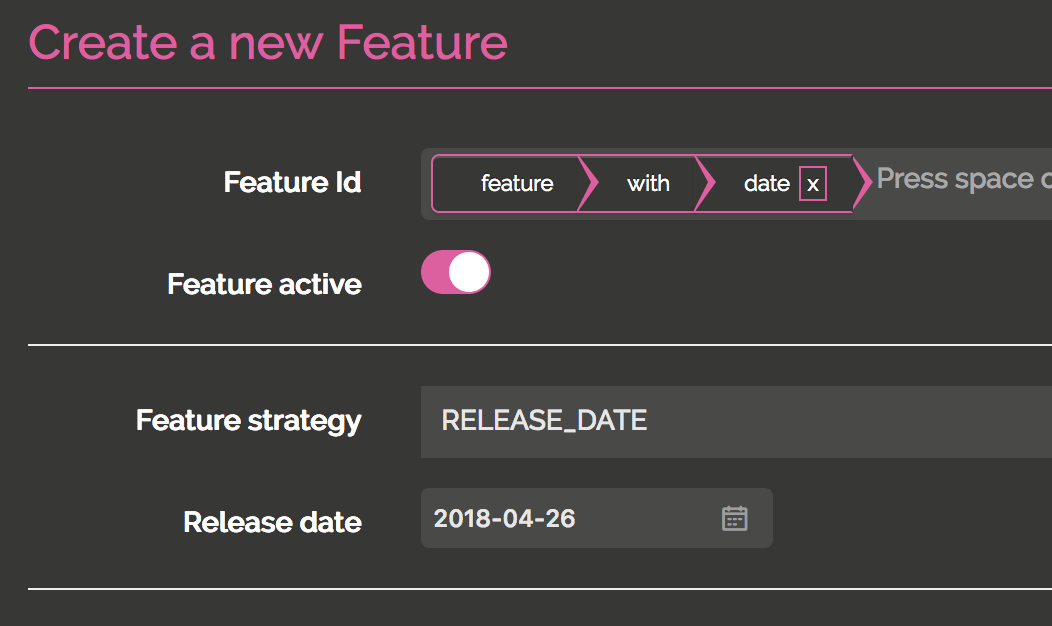 Create a new Feature
Feature Id feature with date x Press space
Feature active
Feature strategy RELEASE_DATE
Release date 2018-04-26